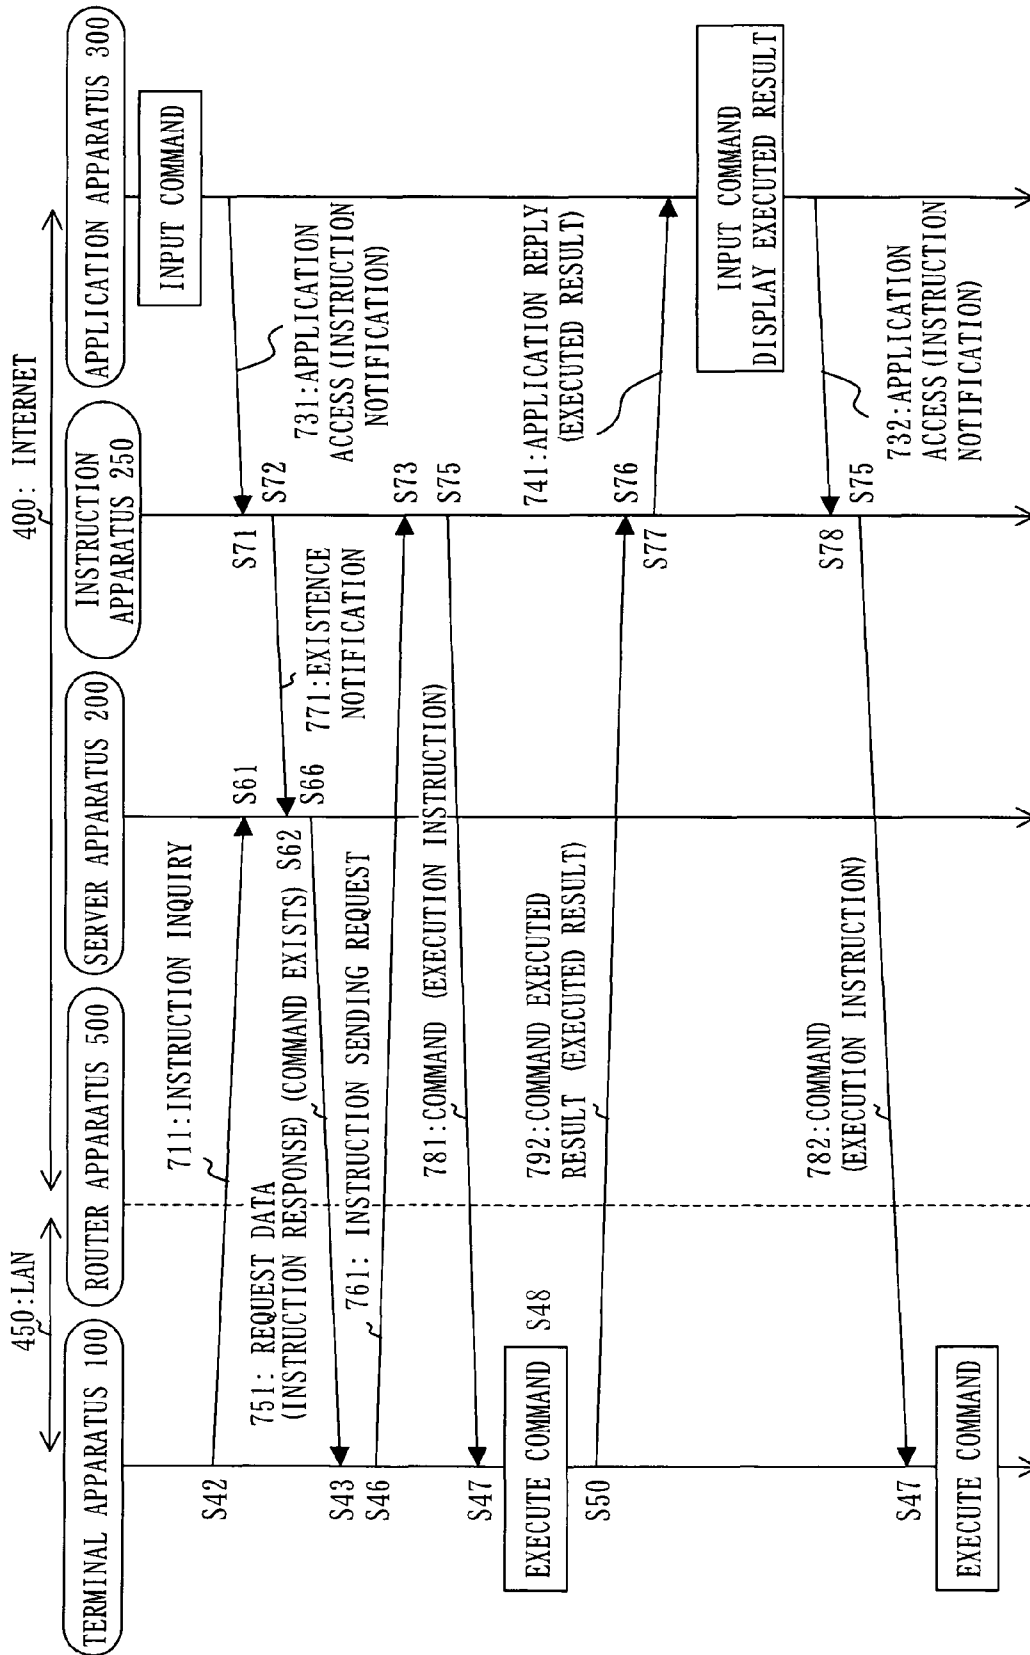 400: INTERNET
450:LAN
TERMINAL APPARATUS 100
ROUTER APPARATUS 500
SERVER APPARATUS 200
INSTRUCTION
APPARATUS 250
APPLICATION APPARATUS 300
INPUT COMMAND
S42
711:INSTRUCTION INQUIRY
S61
S71
731:APPLICATION
ACCESS(INSTRUCTION
NOTIFICATION)
S72
771:EXISTENCE
NOTIFICATION
S62
S66
751: REQUEST DATA
(INSTRUCTION RESPONSE)(COMMAND EXISTS)
S43
S46
761: INSTRUCTION SENDING REQUEST
S73
S75
781:COMMAND (EXECUTION INSTRUCTION)
S47
EXECUTE COMMAND
S48
S50
792:COMMAND EXECUTED
RESULT (EXECUTED RESULT)
S76
S77
741:APPLICATION REPLY
(EXECUTED RESULT)
INPUT COMMAND
DISPLAY EXECUTED RESULT
732:APPLICATION
ACCESS(INSTRUCTION
NOTIFICATION)
S78
S75
782:COMMAND
(EXECUTION INSTRUCTION)
S47
EXECUTE COMMAND